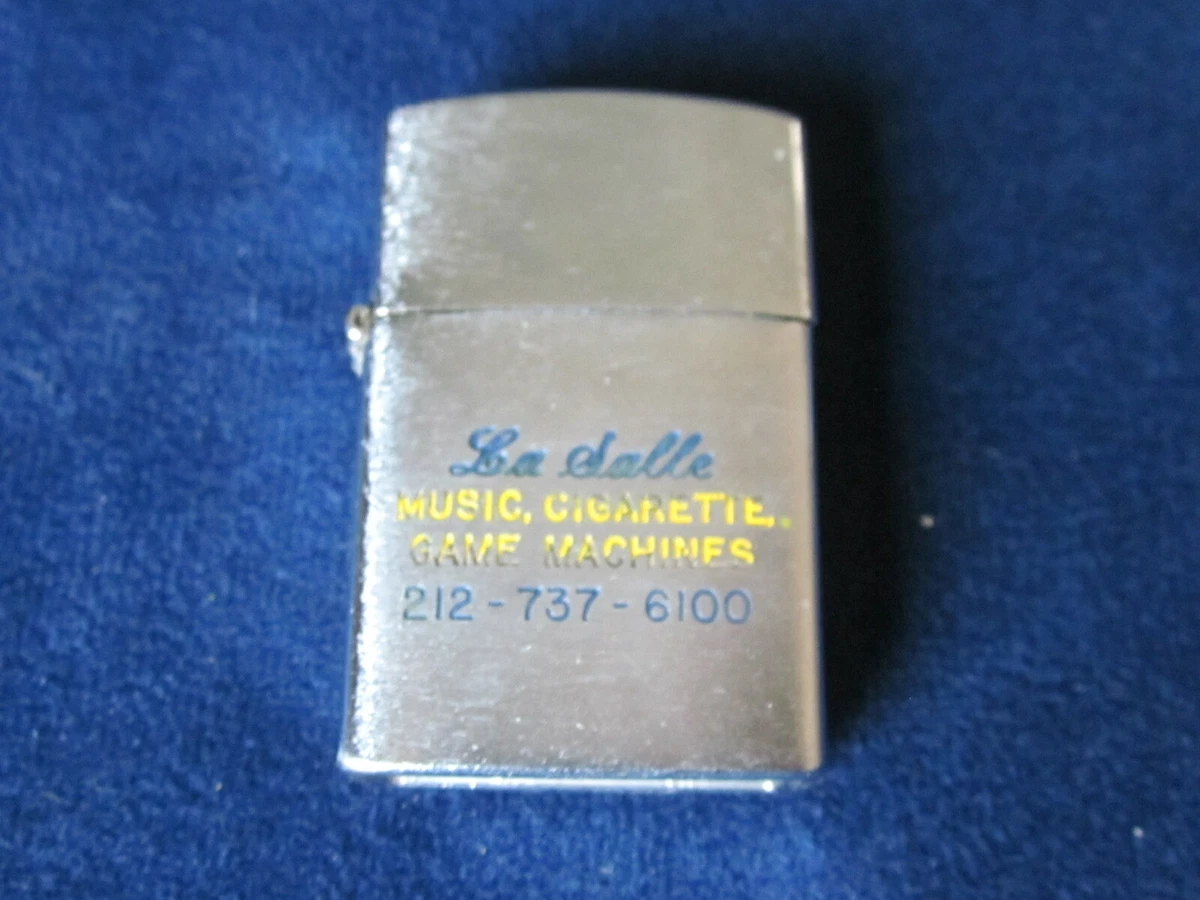 La Salle
MUSIC, CIGARETTE,
GAME MACHINES
212-737-6100